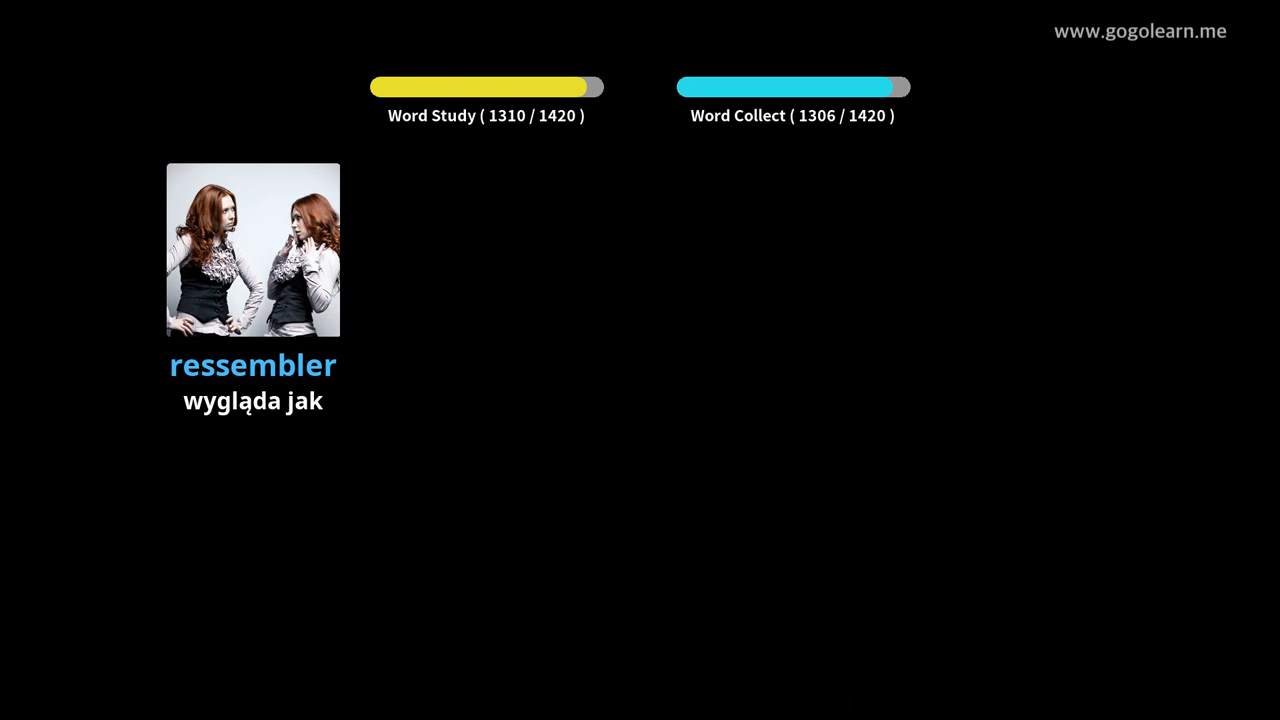 www.gogolearn.me
Word Study ( 1310 / 1420 )
Word Collect ( 1306 / 1420 )
ressembler
wygląda jak